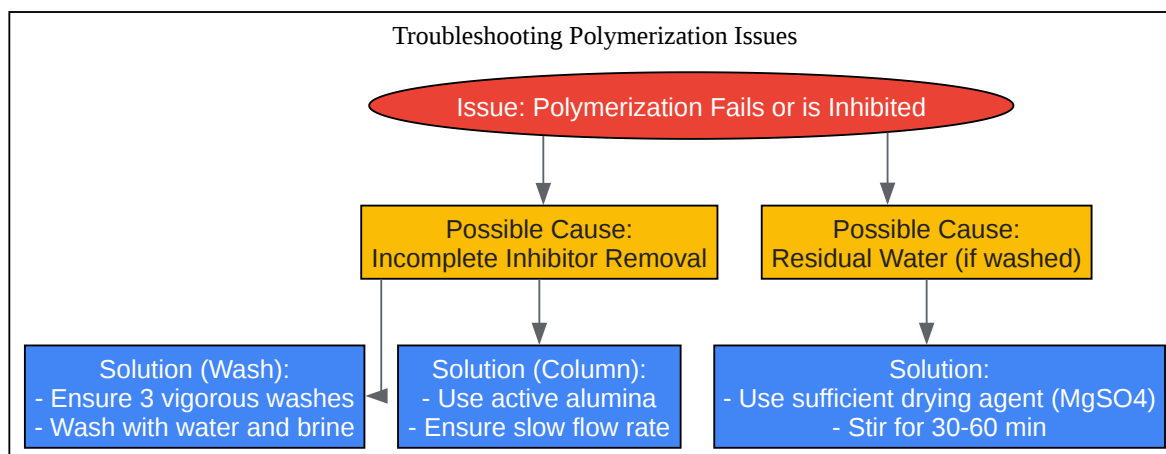 Troubleshooting Polymerization Issues
Issue: Polymerization Fails or is Inhibited
Possible Cause:
Incomplete Inhibitor Removal
Possible Cause:
Residual Water (if washed)
Solution (Wash):
- Ensure 3 vigorous washes
- Wash with water and brine
Solution (Column):
- Use active alumina
- Ensure slow flow rate
Solution:
- Use sufficient drying agent (MgSO4)
- Stir for 30-60 min